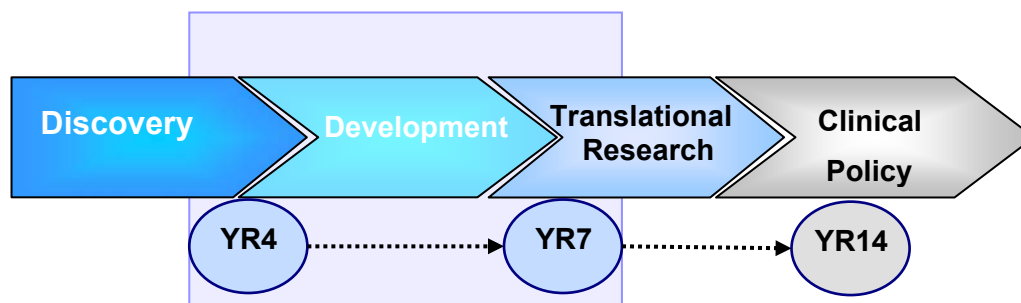 Discovery
Development
Translational
Research
Clinical
Policy
YR4
YR7
YR14